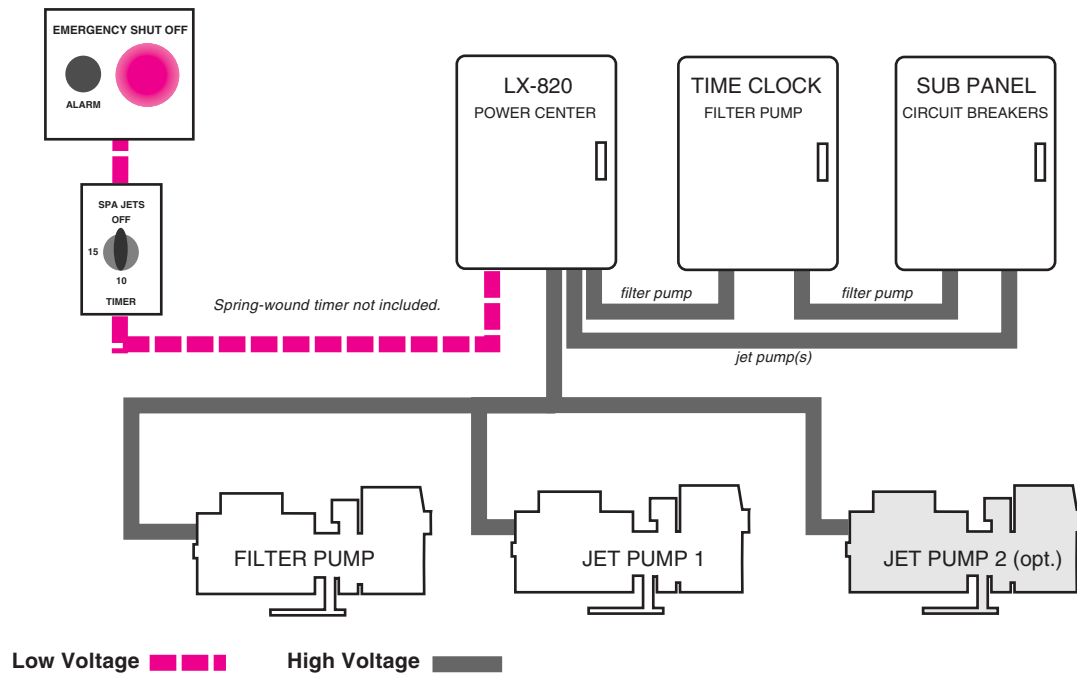 EMERGENCY SHUT OFF
ALARM
SPA JETS
OFF
15
10
TIMER
Spring-wound timer not included.
LX-820
POWER CENTER
TIME CLOCK
FILTER PUMP
SUB PANEL
CIRCUIT BREAKERS
filter pump
filter pump
jet pump(s)
FILTER PUMP
JET PUMP 1
JET PUMP 2 (opt.)
Low Voltage
High Voltage